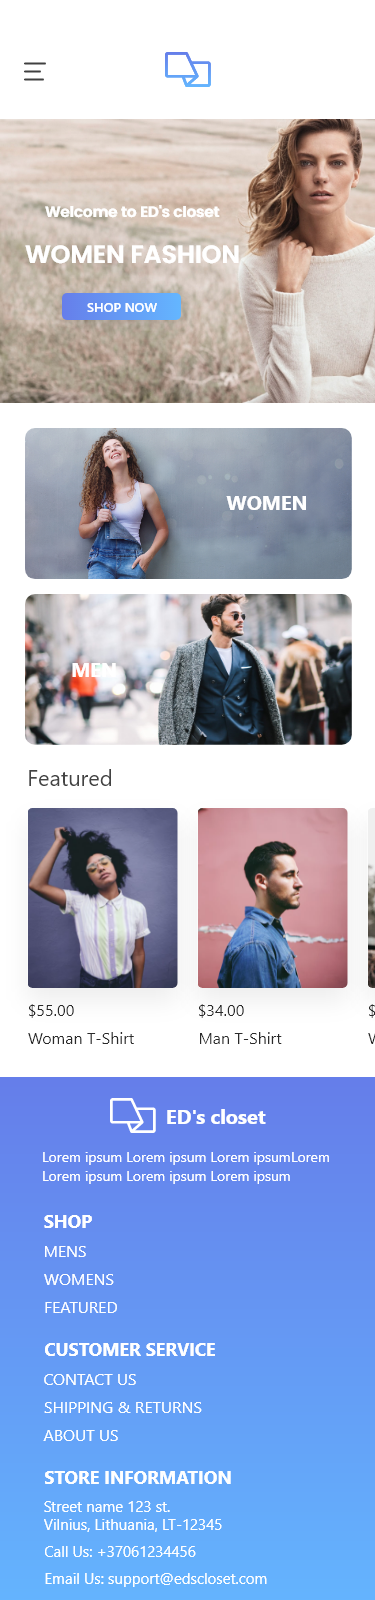 Welcome to ED's closet
WOMEN FASHION
SHOP NOW
WOMEN
MEN
Featured
$55.00
Woman T-Shirt
$34.00
Man T-Shirt
$
ED's closet
Lorem ipsum Lorem ipsum Lorem ipsumLorem
Lorem ipsum Lorem ipsum Lorem ipsum
SHOP
MENS
WOMENS
FEATURED
CUSTOMER SERVICE
CONTACT US
SHIPPING & RETURNS
ABOUT US
STORE INFORMATION
Street name 123 st.
Vilnius, Lithuania, LT-12345
Call Us: +37061234456
Email Us: support@edscloset.com